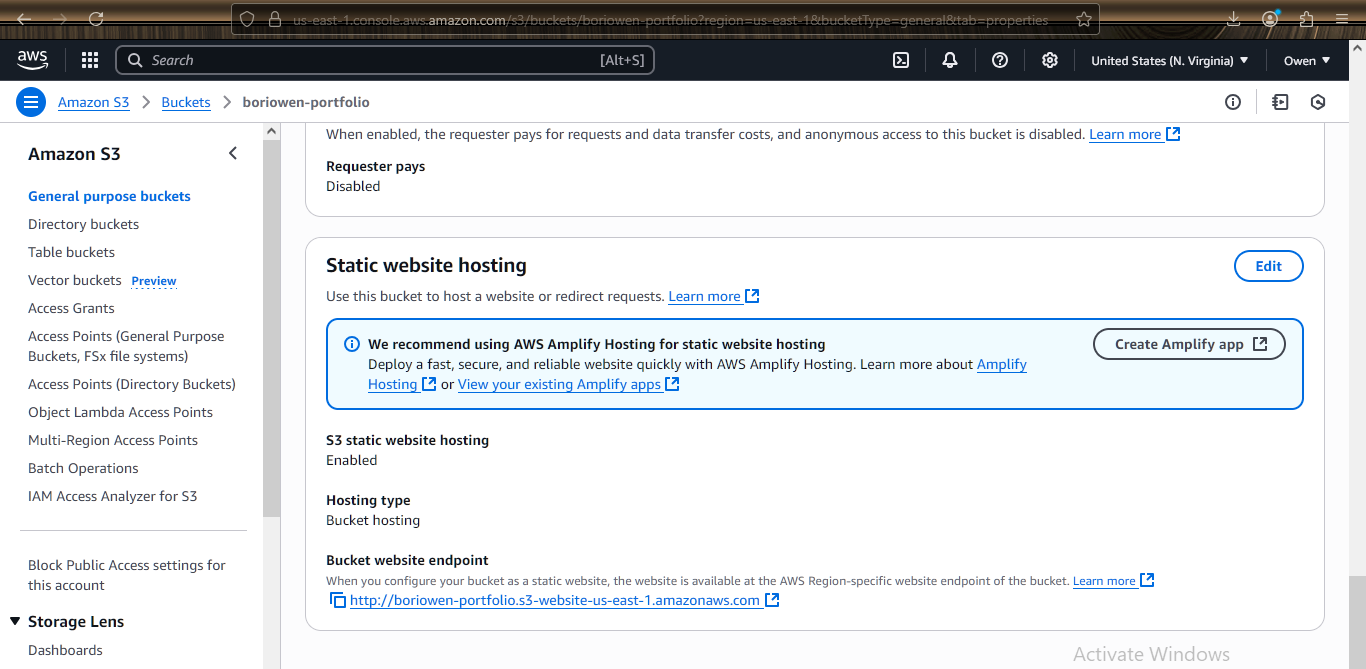 us-east-1.console.aws.amazon.com/s3/buckets/boriowen-portfolio?region=us-east-1&bucketType=general&tab=properties
aws
Search
[Alt+S]
United States (N. Virginia)
Owen
Amazon S3
Buckets
boriowen-portfolio
Amazon S3
General purpose buckets
Directory buckets
Table buckets
Vector buckets Preview
Access Grants
Access Points (General Purpose
Buckets, FSx file systems)
Access Points (Directory Buckets)
Object Lambda Access Points
Multi-Region Access Points
Batch Operations
IAM Access Analyzer for S3
Block Public Access settings for
this account
Storage Lens
Dashboards
When enabled, the requester pays for requests and data transfer costs, and anonymous access to this bucket is disabled. Learn more
Requester pays
Disabled
Static website hosting
Edit
Use this bucket to host a website or redirect requests. Learn more
We recommend using AWS Amplify Hosting for static website hosting
Deploy a fast, secure, and reliable website quickly with AWS Amplify Hosting. Learn more about Amplify
Hosting or View your existing Amplify apps
Create Amplify app
S3 static website hosting
Enabled
Hosting type
Bucket hosting
Bucket website endpoint
When you configure your bucket as a static website, the website is available at the AWS Region-specific website endpoint of the bucket. Learn more
http://boriowen-portfolio.s3-website-us-east-1.amazonaws.com
Activate Windows